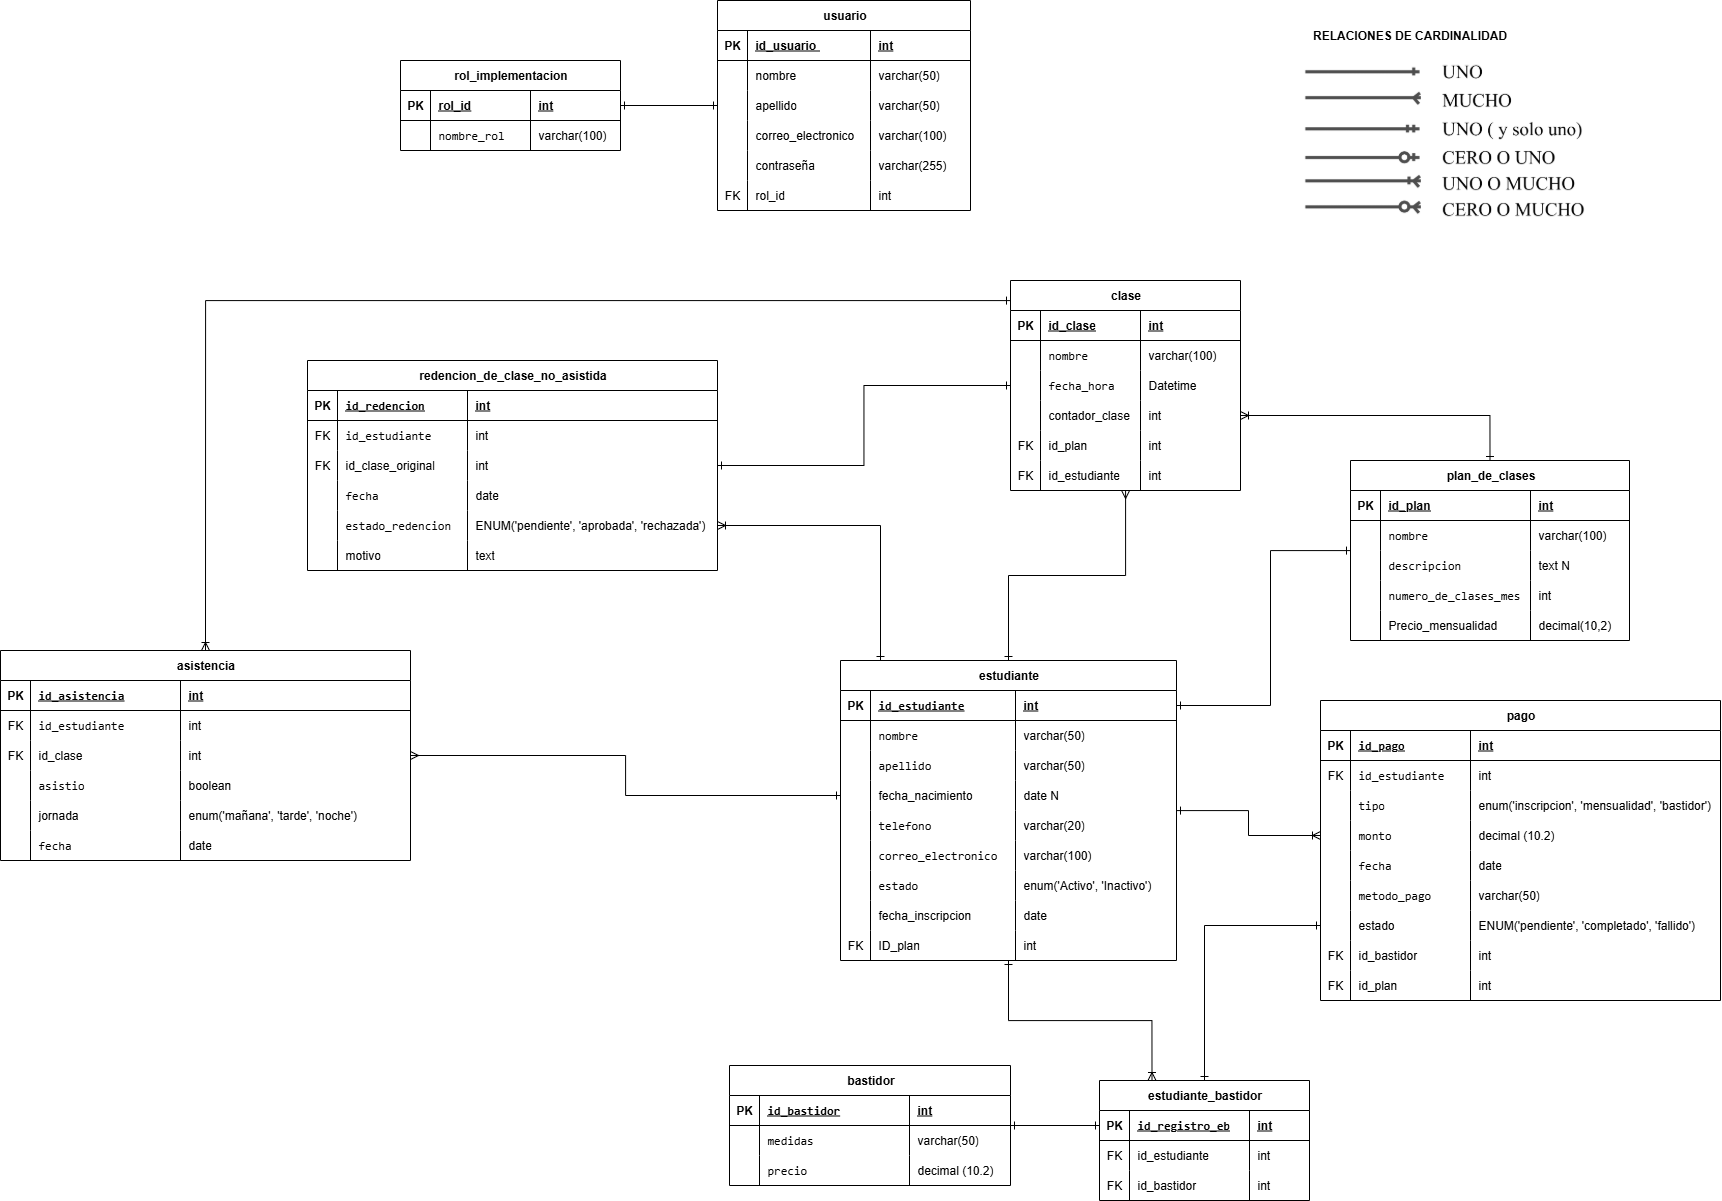 usuario
PK id_usuario int
nombre varchar(50)
apellido varchar(50)
correo_electronico varchar(100)
contraseña varchar(255)
FK rol_id int
rol_implementacion
PK rol_id int
nombre_rol varchar(100)
RELACIONES DE CARDINALIDAD
UNO
MUCHO
UNO ( y solo uno)
CERO O UNO
UNO O MUCHO
CERO O MUCHO
clase
PK id_clase int
nombre varchar(100)
fecha_hora Datetime
contador_clase int
FK id_plan int
FK id_estudiante int
redencion_de_clase_no_asistida
PK id_redencion int
FK id_estudiante int
FK id_clase_original int
fecha date
estado_redencion ENUM('pendiente', 'aprobada', 'rechazada')
motivo text
plan_de_clases
PK id_plan int
nombre varchar(100)
descripcion text N
numero_de_clases_mes int
Precio_mensualidad decimal(10,2)
asistencia
PK id_asistencia int
FK id_estudiante int
FK id_clase int
asistio boolean
jornada enum('mañana', 'tarde', 'noche')
fecha date
estudiante
PK id_estudiante int
nombre varchar(50)
apellido varchar(50)
fecha_nacimiento date N
telefono varchar(20)
correo_electronico varchar(100)
estado enum('Activo', 'Inactivo')
fecha_inscripcion date
FK ID_plan int
pago
PK id_pago int
FK id_estudiante int
tipo enum('inscripcion', 'mensualidad', 'bastidor')
monto decimal (10.2)
fecha date
metodo_pago varchar(50)
estado ENUM('pendiente', 'completado', 'fallido')
FK id_bastidor int
FK id_plan int
bastidor
PK id_bastidor int
medidas varchar(50)
precio decimal (10.2)
estudiante_bastidor
PK id_registro_eb int
FK id_estudiante int
FK id_bastidor int